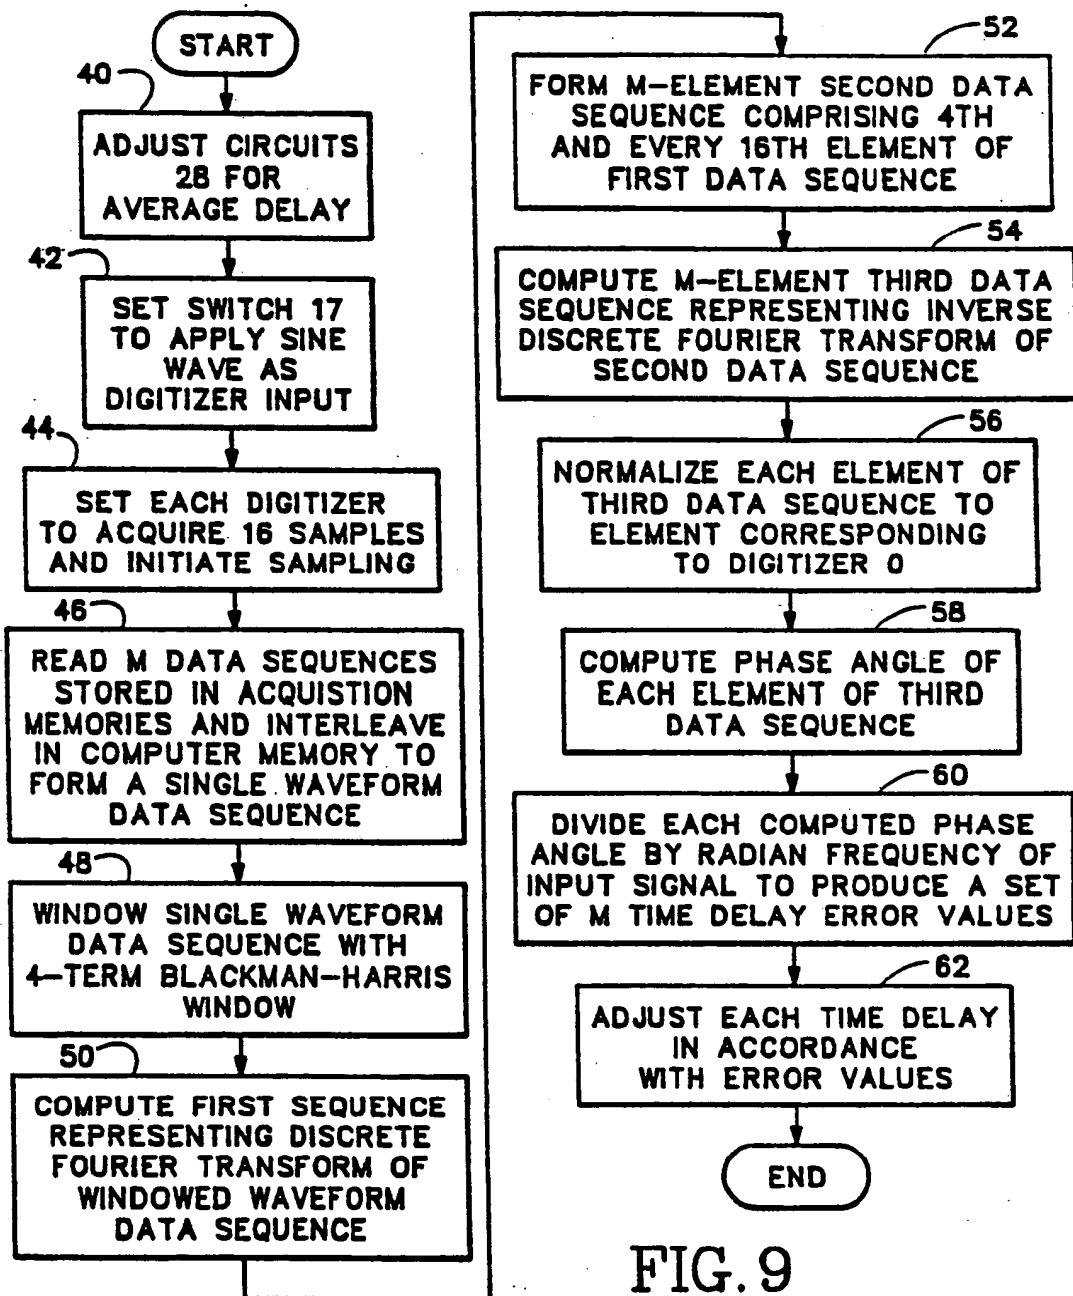 START
40
ADJUST CIRCUITS
28 FOR
AVERAGE DELAY
42
SET SWITCH 17
TO APPLY SINE
WAVE AS
DIGITIZER INPUT
44
SET EACH DIGITIZER
TO ACQUIRE 16 SAMPLES
AND INITIATE SAMPLING
46
READ M DATA SEQUENCES
STORED IN ACQUISTION
MEMORIES AND INTERLEAVE
IN COMPUTER MEMORY TO
FORM A SINGLE WAVEFORM
DATA SEQUENCE
48
WINDOW SINGLE WAVEFORM
DATA SEQUENCE WITH
4-TERM BLACKMAN-HARRIS
WINDOW
50
COMPUTE FIRST SEQUENCE
REPRESENTING DISCRETE
FOURIER TRANSFORM OF
WINDOWED WAVEFORM
DATA SEQUENCE
52
FORM M-ELEMENT SECOND DATA
SEQUENCE COMPRISING 4TH
AND EVERY 16TH ELEMENT OF
FIRST DATA SEQUENCE
54
COMPUTE M-ELEMENT THIRD DATA
SEQUENCE REPRESENTING INVERSE
DISCRETE FOURIER TRANSFORM OF
SECOND DATA SEQUENCE
56
NORMALIZE EACH ELEMENT OF
THIRD DATA SEQUENCE TO
ELEMENT CORRESPONDING
TO DIGITIZER 0
58
COMPUTE PHASE ANGLE OF
EACH ELEMENT OF THIRD
DATA SEQUENCE
60
DIVIDE EACH COMPUTED PHASE
ANGLE BY RADIAN FREQUENCY OF
INPUT SIGNAL TO PRODUCE A SET
OF M TIME DELAY ERROR VALUES
62
ADJUST EACH TIME DELAY
IN ACCORDANCE
WITH ERROR VALUES
END
FIG. 9